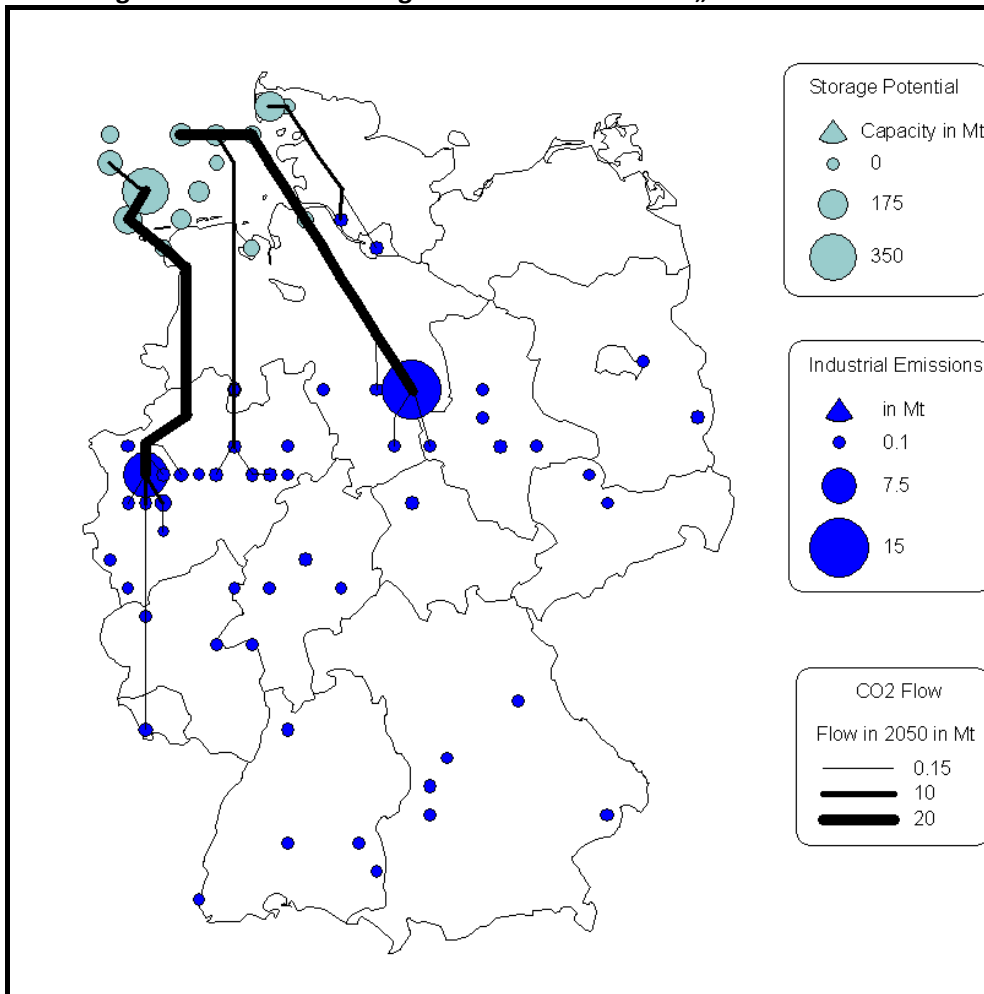 Storage Potential
Capacity in Mt
0
175
350
Industrial Emissions
in Mt
0.1
7.5
15
CO2 Flow
Flow in 2050 in Mt
0.15
10
20